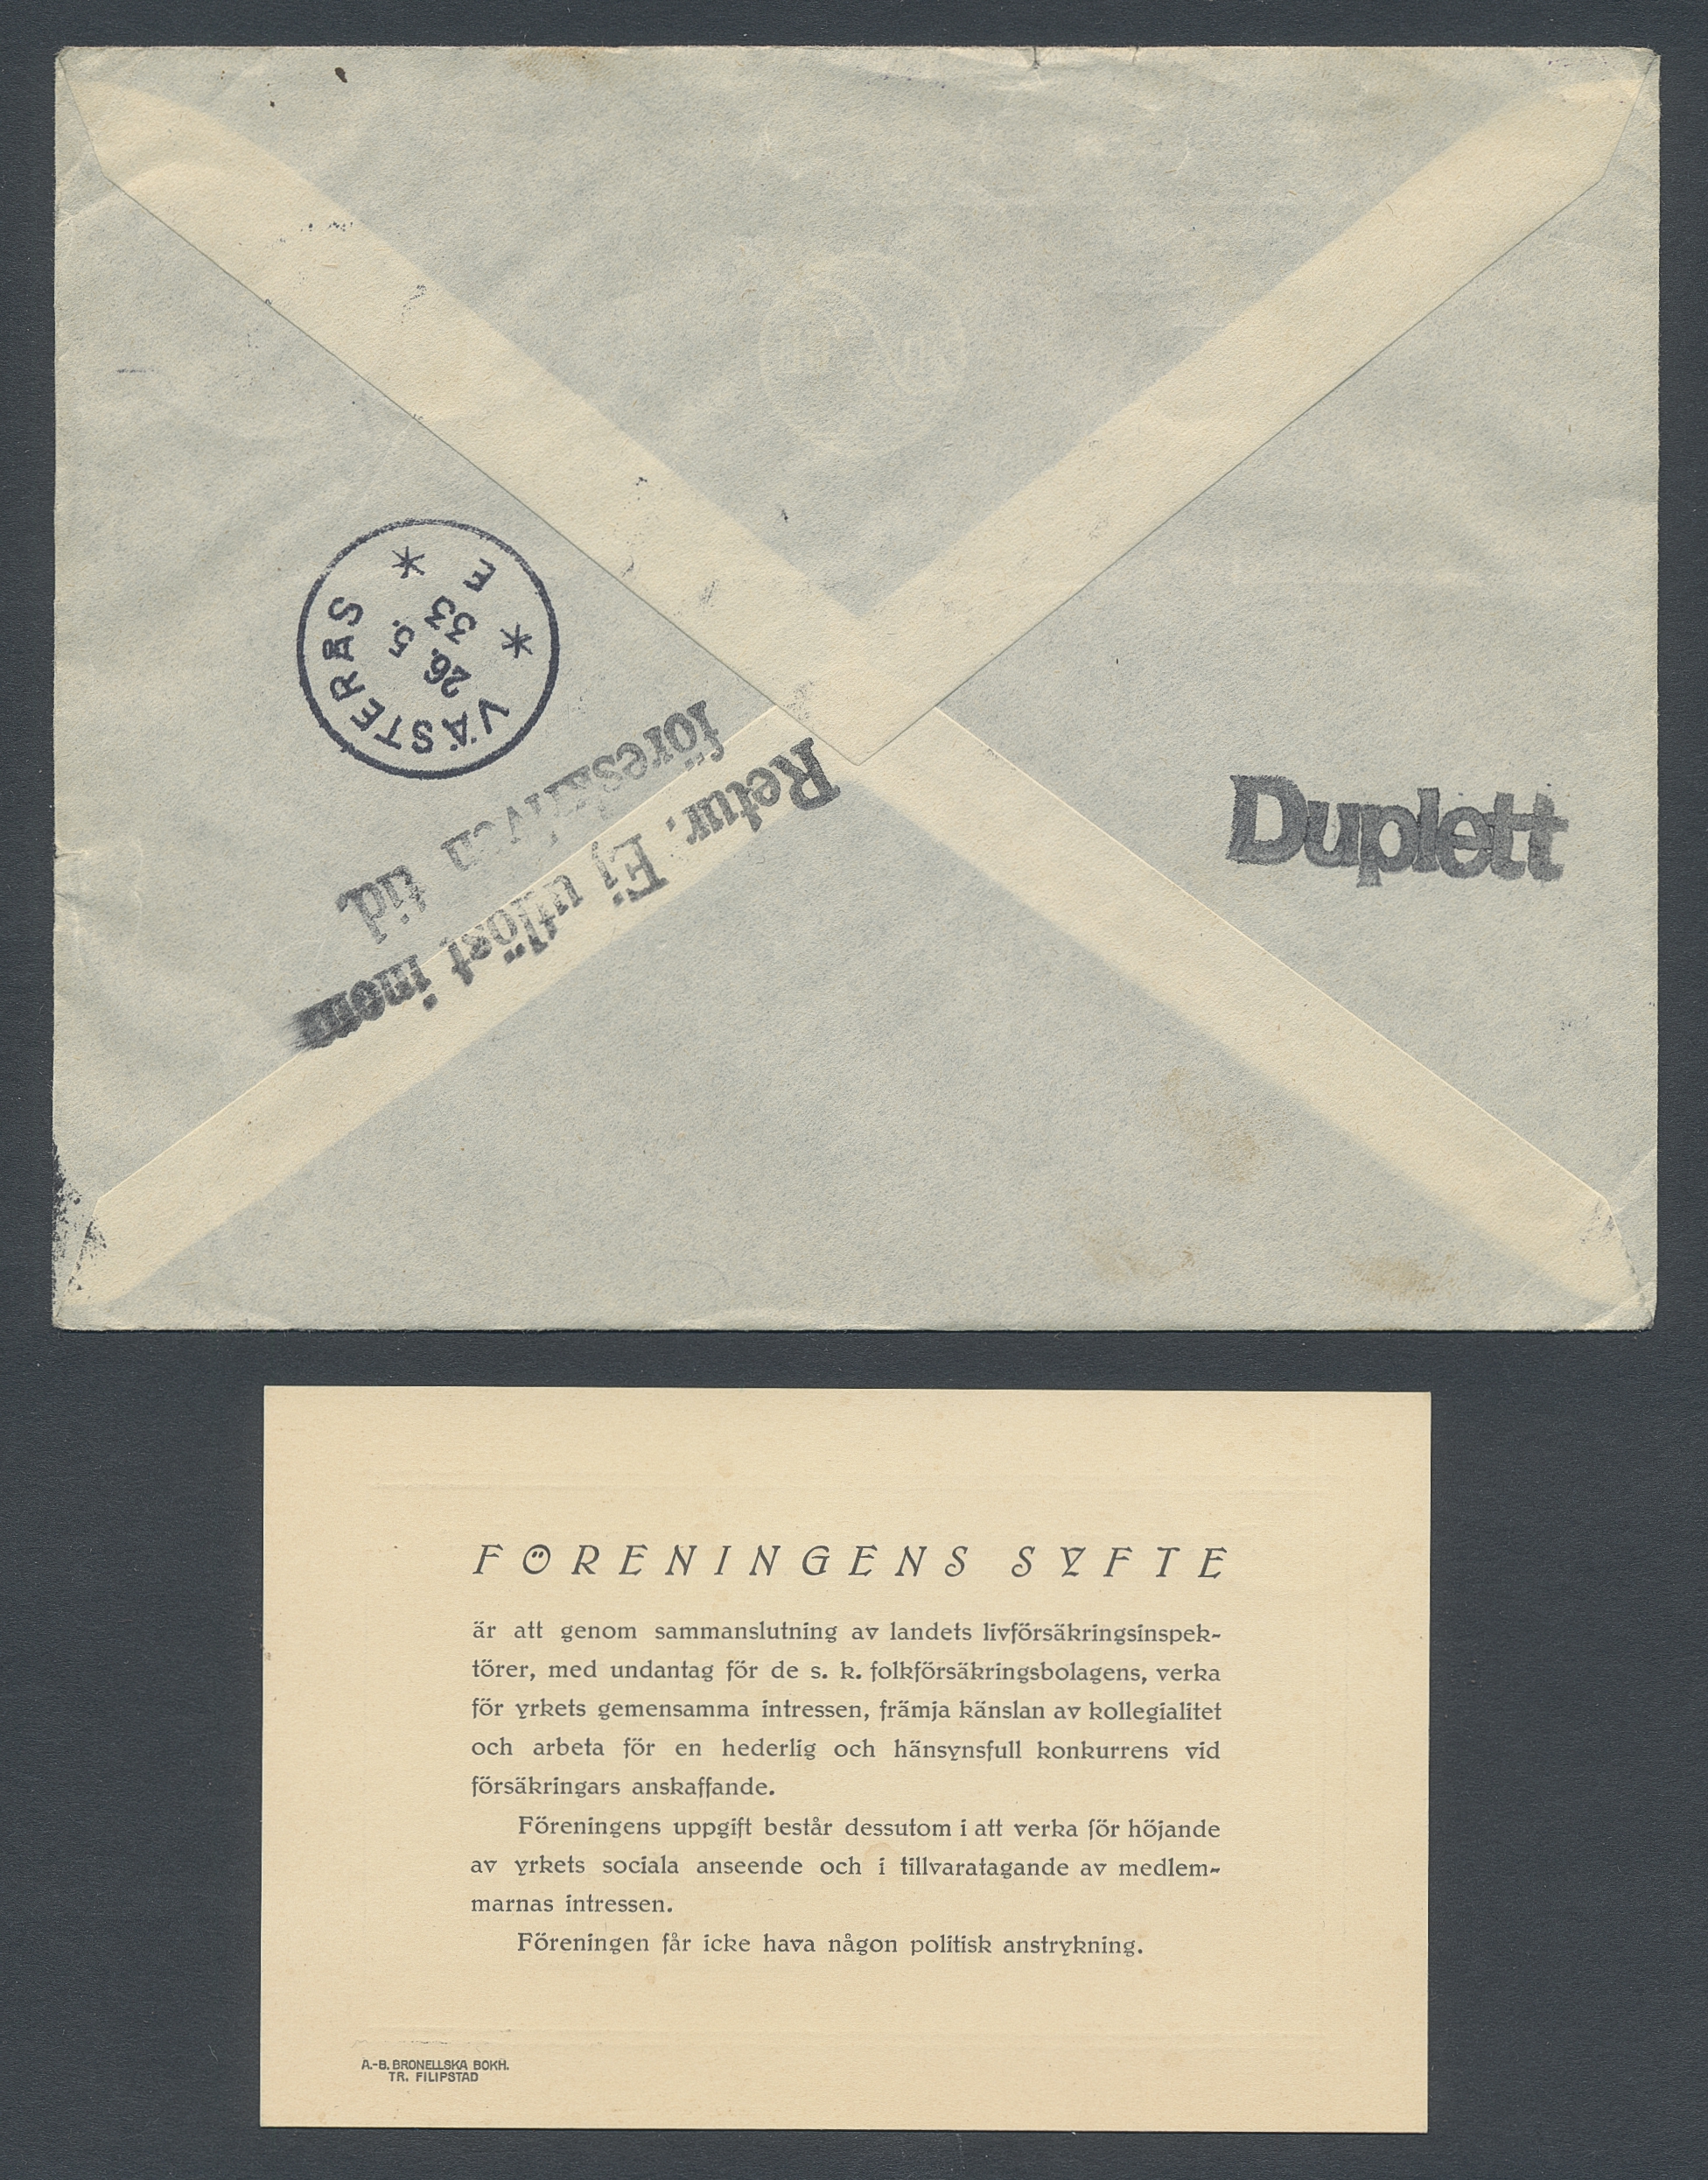 VÄSTERÅS
26.5.
33
E
Retur. Ej utlöst inom
föreskriven tid.
Duplett
FÖRENINGENS SYFTE
är att genom sammanslutning av landets livförsäkringsinspek-
törer, med undantag för de s. k. folkförsäkringsbolagens, verka
för yrkets gemensamma intressen, främja känslan av kollegialitet
och arbeta för en hederlig och hänsynsfull konkurrens vid
försäkringars anskaffande.
Föreningens uppgift består dessutom i att verka för höjande
av yrkets sociala anseende och i tillvaratagande av medlem-
marnas intressen.
Föreningen får icke hava någon politisk anstrykning.
A.-B. BRONELLSKA BOKH.
TR. FILIPSTAD